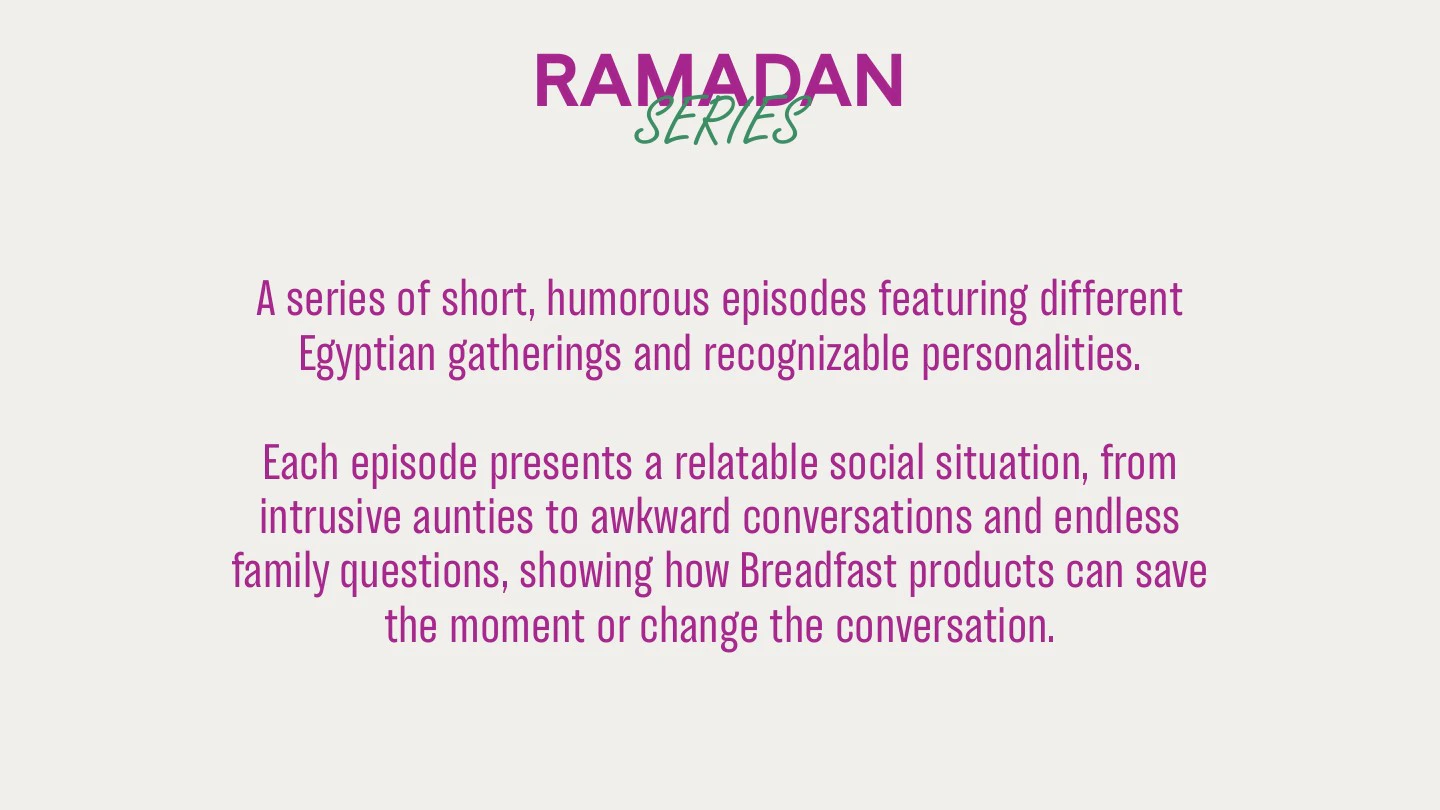 RAMADAN
SERIES
A series of short, humorous episodes featuring different
Egyptian gatherings and recognizable personalities.
Each episode presents a relatable social situation, from
intrusive aunties to awkward conversations and endless
family questions, showing how Breadfast products can save
the moment or change the conversation.